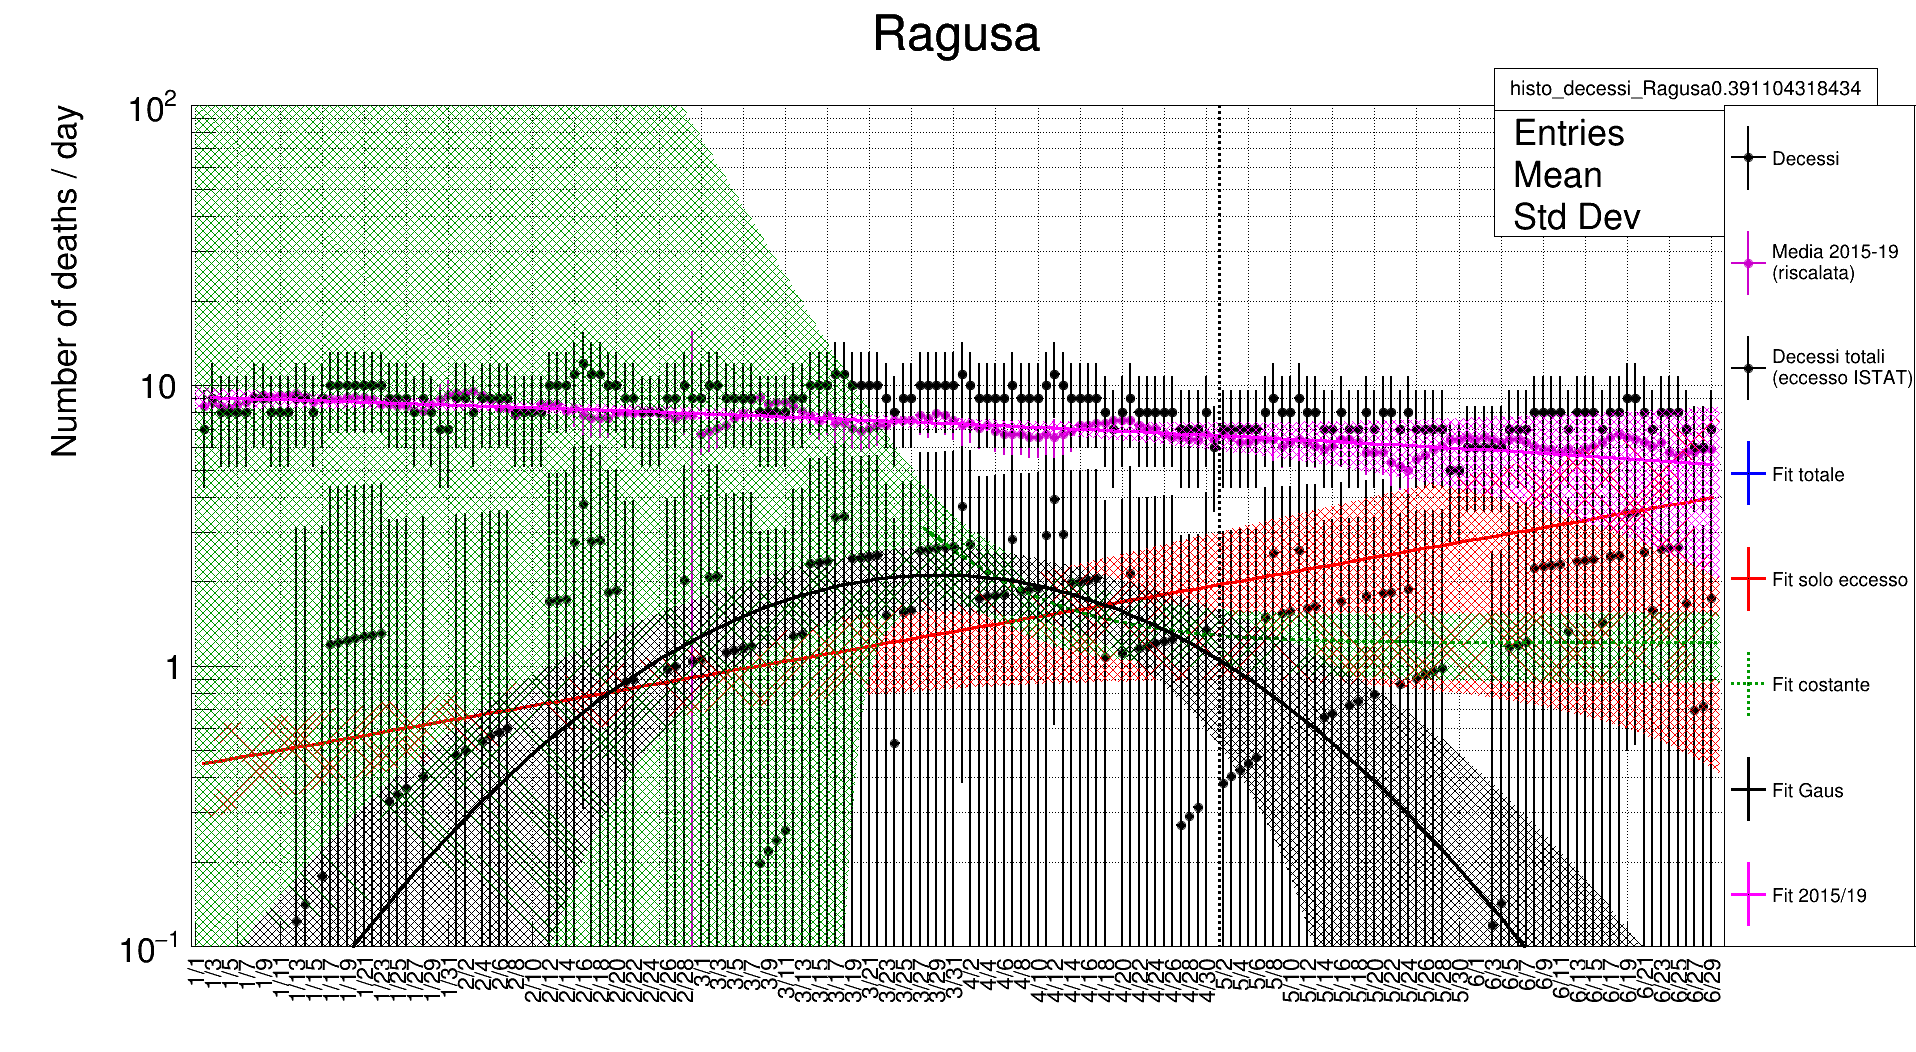 Ragusa
histo_decessi_Ragusa0.391104318434
Entries
Mean
Std Dev
Number of deaths / day
10²
10
1
10⁻¹
Decessi
Media 2015-19
(riscalata)
Decessi totali
(eccesso ISTAT)
Fit totale
Fit solo eccesso
Fit costante
Fit Gaus
Fit 2015/19
1/1 1/3 1/5 1/7 1/9 1/11 1/13 1/15 1/17 1/19 1/21 1/23 1/25 1/27 1/29 1/31 2/2 2/4 2/6 2/8 2/10 2/12 2/14 2/16 2/18 2/20 2/22 2/24 2/26 2/28 3/1 3/3 3/5 3/7 3/9 3/11 3/13 3/15 3/17 3/19 3/21 3/23 3/25 3/27 3/29 3/31 4/2 4/4 4/6 4/8 4/10 4/12 4/14 4/16 4/18 4/20 4/22 4/24 4/26 4/28 4/30 5/2 5/4 5/6 5/8 5/10 5/12 5/14 5/16 5/18 5/20 5/22 5/24 5/26 5/28 5/30 6/1 6/3 6/5 6/7 6/9 6/11 6/13 6/15 6/17 6/19 6/21 6/23 6/25 6/27 6/29